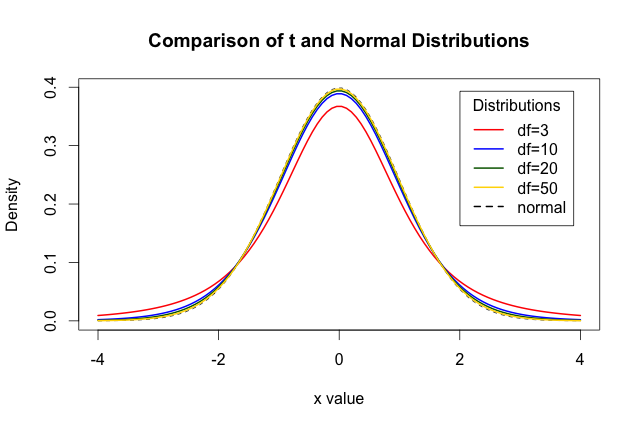 Comparison of t and Normal Distributions
Density
0.4
0.3
0.2
0.1
0.0
Distributions
df=3
df=10
df=20
df=50
normal
-4 -2 0 2 4
x value